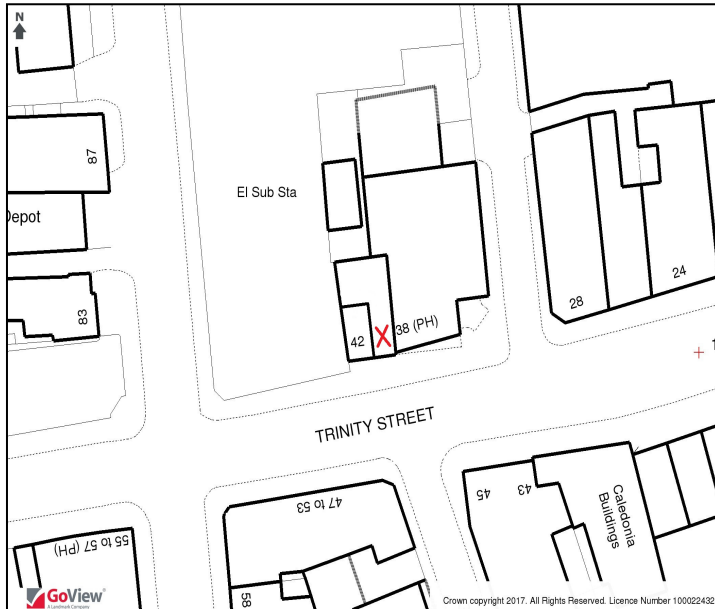 N
87
Depot
83
El Sub Sta
42
38 (PH)
28
24
1
TRINITY STREET
47 to 53
45
43
Caledonia
Buildings
55 to 57 (PH)
58
GoView®
A Landmark Company
Crown copyright 2017. All Rights Reserved. Licence Number 100022432